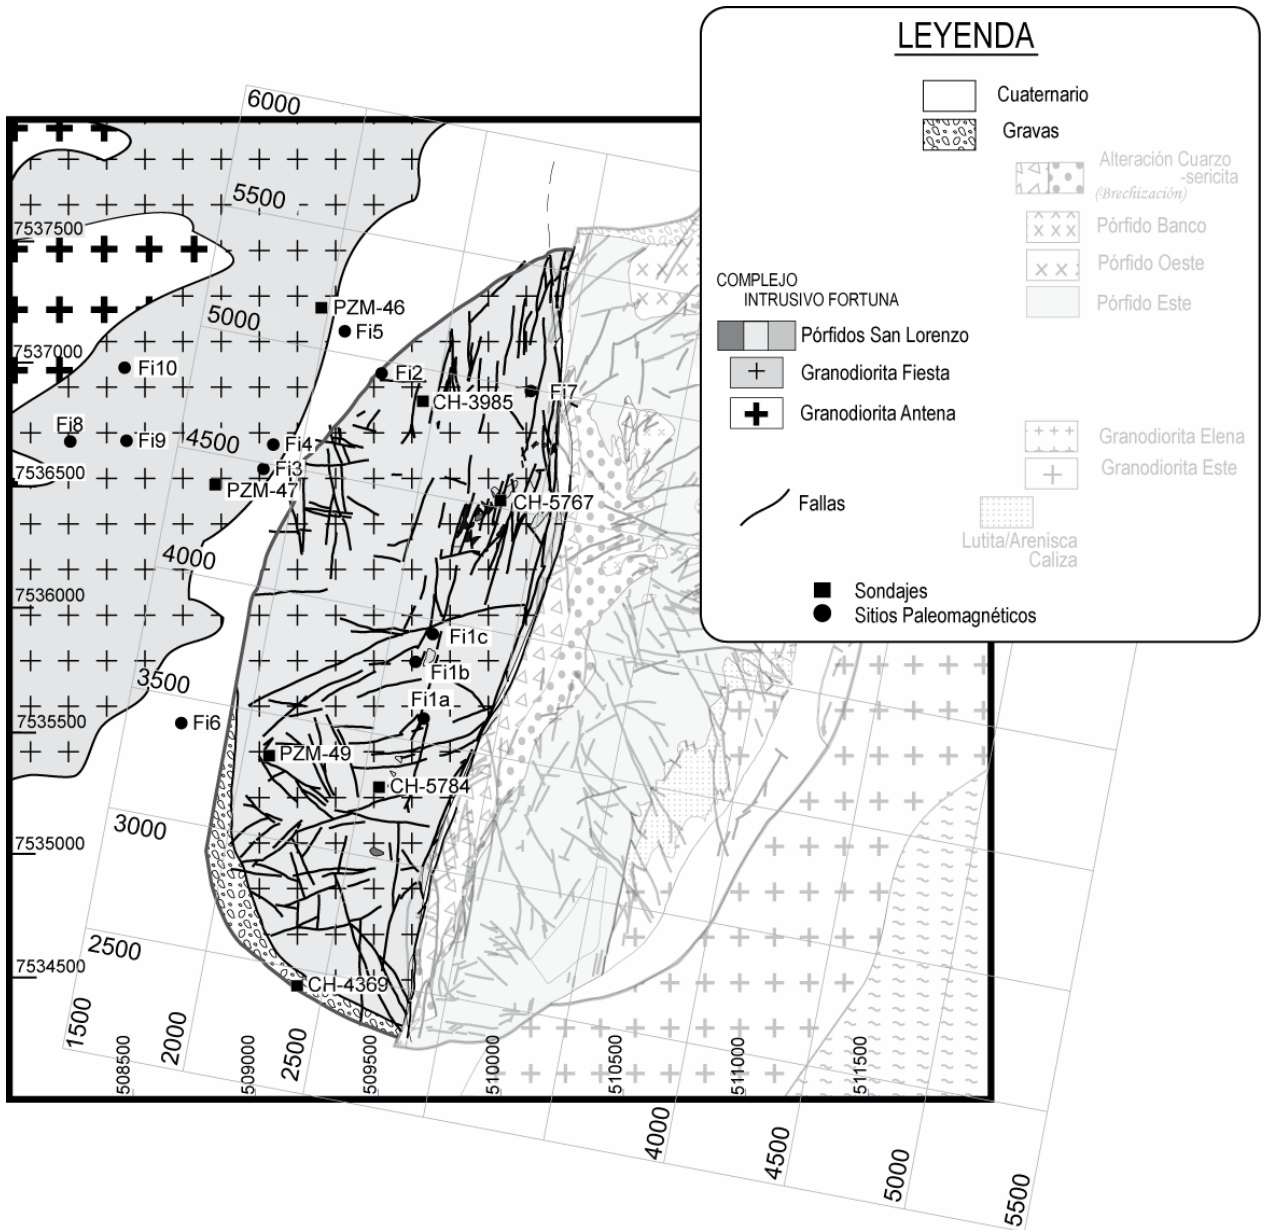 LEYENDA
Cuaternario
Gravas
Alteración Cuarzo
-sericita
(Brechización)
Pórfido Banco
Pórfido Oeste
Pórfido Este
COMPLEJO
INTRUSIVO FORTUNA
Pórfidos San Lorenzo
Granodiorita Fiesta
Granodiorita Antena
Granodiorita Elena
Granodiorita Este
Fallas
Lutita/Arenisca
Caliza
Sondajes
Sitios Paleomagnéticos
6000
5500
7537500
5000
PZM-46
Fi5
7537000
Fi10
Fi2
Fi7
CH-3985
Fi8
Fi9
4500
Fi4
Fi3
7536500
PZM-47
CH-5767
4000
7536000
Fi1c
Fi1b
3500
Fi1a
7535500
Fi6
PZM-49
CH-5784
3000
7535000
2500
7534500
CH-4369
1500
2000
2500
508500
509000
509500
510000
510500
511000
511500
4000
4500
5000
5500